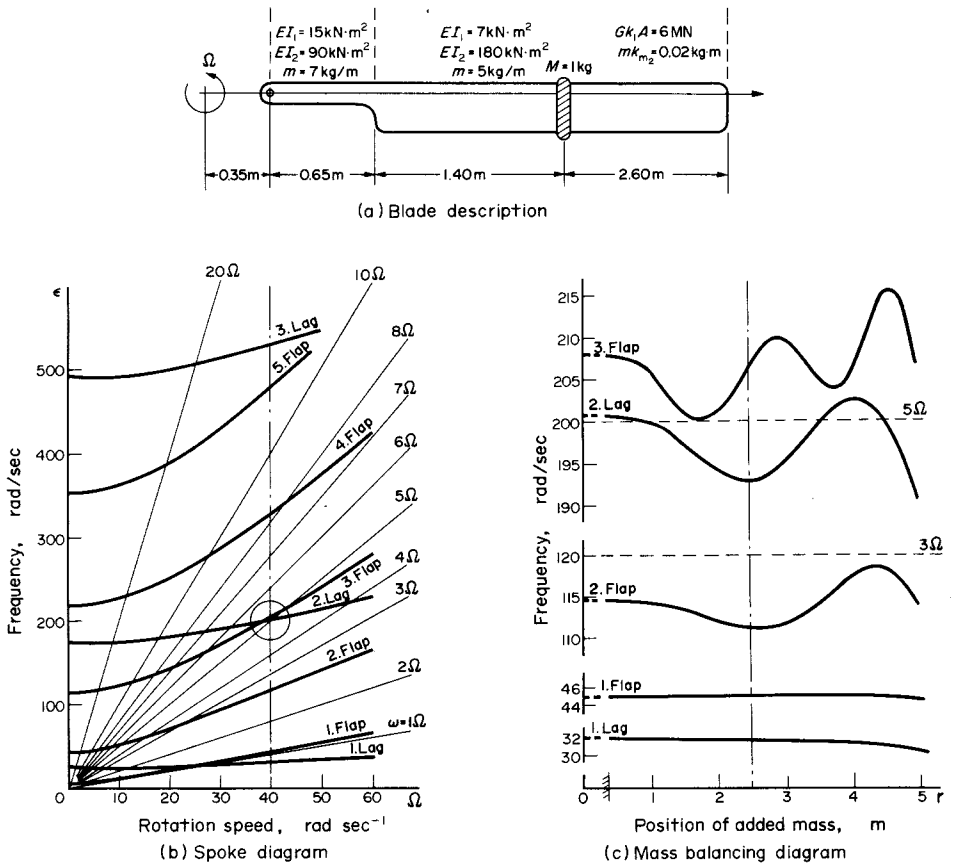 EI₁=15kN·m²
EI₂=90kN·m²
m=7kg/m
EI₁=7kN·m²
EI₂=180kN·m²
m=5kg/m
M=1kg
Gk₁A=6MN
mkₘ₂=0.02kg·m
Ω
0.35m
0.65m
1.40m
2.60m
(a) Blade description
20Ω
10Ω
8Ω
7Ω
6Ω
5Ω
4Ω
3Ω
2Ω
ω=1Ω
3.Lag
5.Flap
4.Flap
3.Flap
2.Lag
2.Flap
1.Flap
1.Lag
ϵ
500
400
300
200
100
Frequency, rad/sec
0 10 20 30 40 50 60 Ω
Rotation speed, rad sec⁻¹
(b) Spoke diagram
215
210
205
200
195
190
120
115
110
46
44
32
30
3.Flap
2.Lag
5Ω
3Ω
2.Flap
1.Flap
1.Lag
Frequency, rad/sec
0 1 2 3 4 5 r
Position of added mass, m
(c) Mass balancing diagram